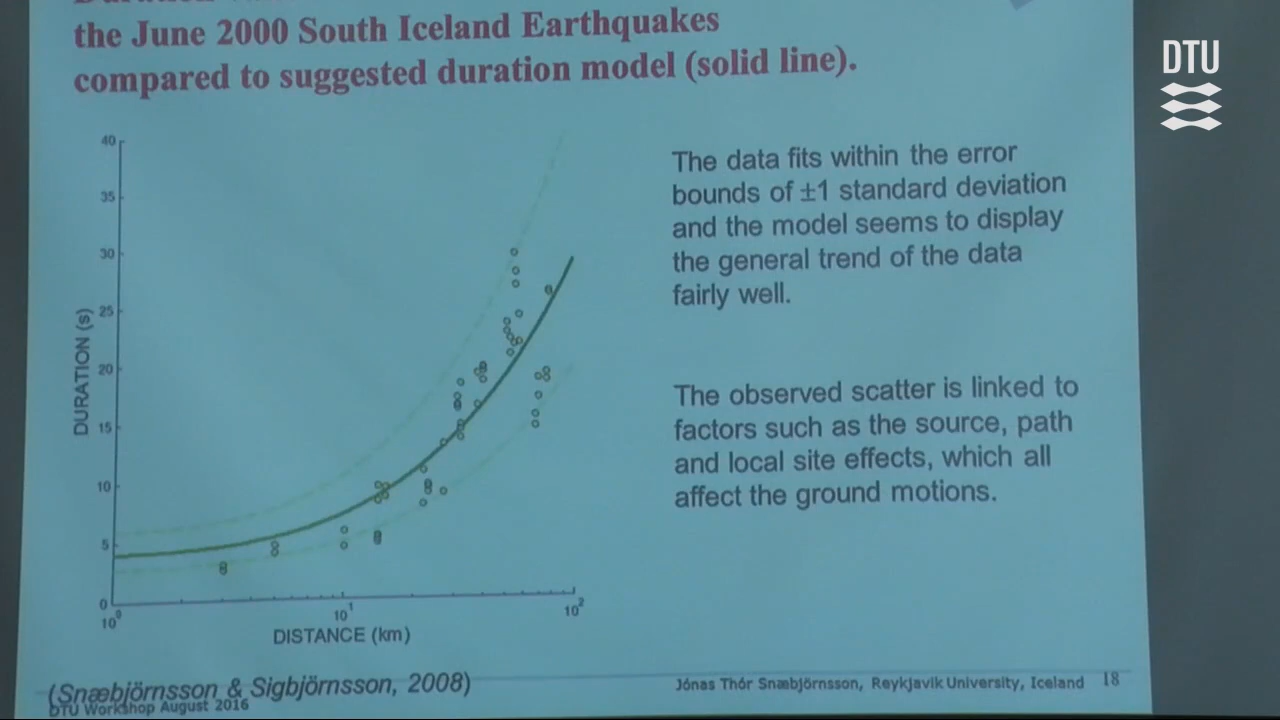 the June 2000 South Iceland Earthquakes
compared to suggested duration model (solid line).
DTU
40
35
30
25
20
15
10
5
0
DURATION (s)
10⁰
10¹
10²
DISTANCE (km)
The data fits within the error
bounds of ±1 standard deviation
and the model seems to display
the general trend of the data
fairly well.
The observed scatter is linked to
factors such as the source, path
and local site effects, which all
affect the ground motions.
(Snæbjörnsson & Sigbjörnsson, 2008)
DTU Workshop August 2016
Jónas Thór Snæbjörnsson, Reykjavik University, Iceland 18